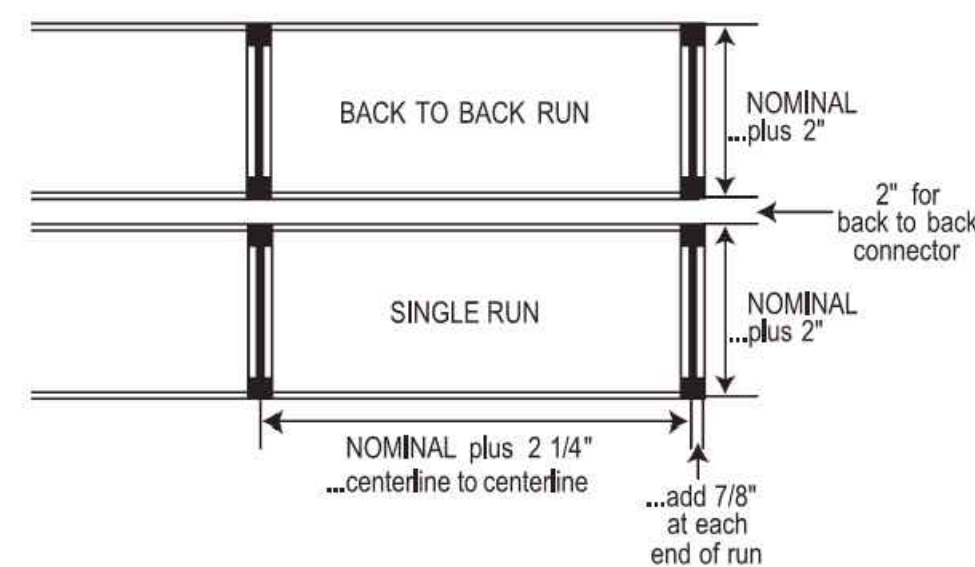 BACK TO BACK RUN
NOMINAL
...plus 2"
2" for
back to back
connector
SINGLE RUN
NOMINAL
...plus 2"
NOMINAL plus 2 1/4"
...centerline to centerline
...add 7/8"
at each
end of run